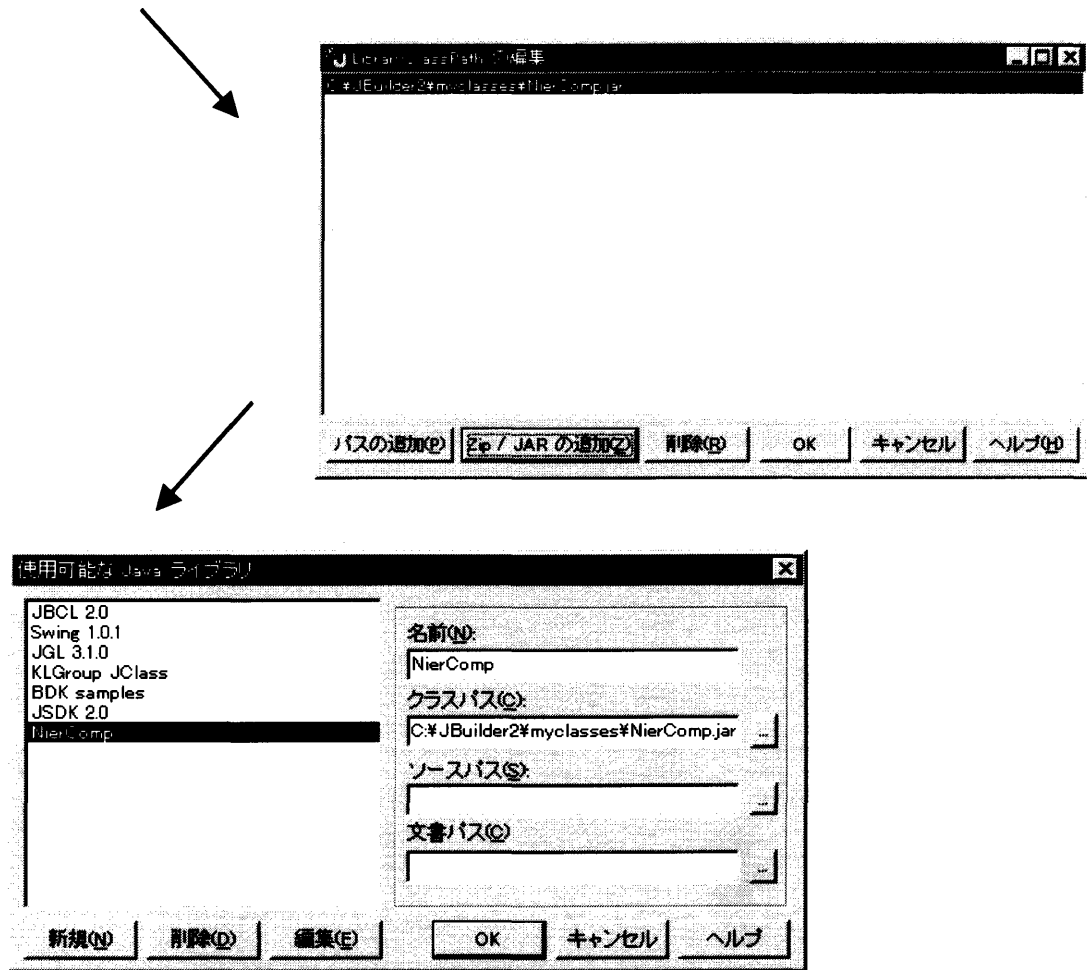 Library ClassPath の編集
C:¥JBuilder2¥myclasses¥NierComp.jar
パスの追加(P) Zip / JAR の追加(Z) 削除(R) OK キャンセル ヘルプ(H)
使用可能な Java ライブラリ
JBCL 2.0
Swing 1.0.1
JGL 3.1.0
KLGroup JClass
BDK samples
JSDK 2.0
NierComp
名前(N):
NierComp
クラスパス(C):
C:¥JBuilder2¥myclasses¥NierComp.jar ...
ソースパス(S):
...
文書パス(C)
...
新規(N) 削除(D) 編集(E) OK キャンセル ヘルプ